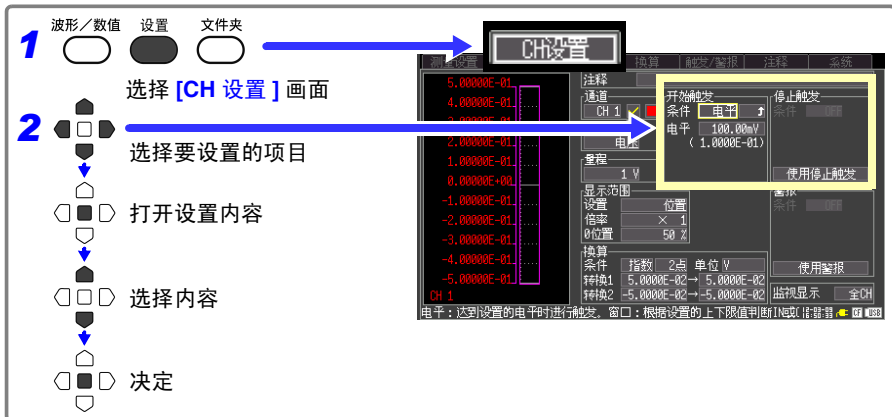 波形／数值 设置 文件夹
1
CH设置
选择 [CH 设置 ] 画面
2
选择要设置的项目
打开设置内容
选择内容
决定
测量设置 换算 触发/警报 注释 系统
5.00000E-01
4.00000E-01
2.00000E-01
1.00000E-01
0.00000E+00
-1.00000E-01
-2.00000E-01
-3.00000E-01
-4.00000E-01
-5.00000E-01
CH 1
注释
通道
CH 1
电压
量程
1 V
显示范围
设置 位置
倍率 × 1
0位置 50 %
换算
条件 指数 2点 单位 V
转换1 5.0000E-02→ 5.0000E-02
转换2 -5.0000E-02→ -5.0000E-02
开始触发
条件 电平
电平 100.00mV
( 1.0000E-01)
停止触发
条件 OFF
使用停止触发
警报
条件 OFF
使用警报
监视显示 全CH
电平：达到设置的电平时进行触发. 窗口：根据设置的上下限值判断IN或
USB